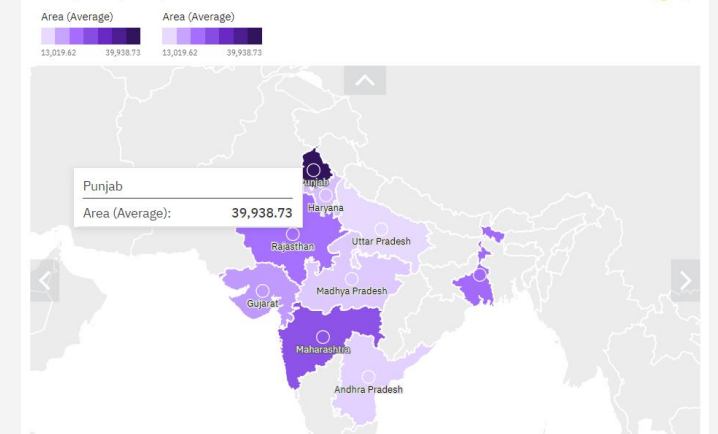 Area (Average) Area (Average)
13,019.62 39,938.73 13,019.62 39,938.73
Punjab
Area (Average): 39,938.73
Punjab
Haryana
Rajasthan
Uttar Pradesh
Madhya Pradesh
Gujarat
Maharashtra
Andhra Pradesh